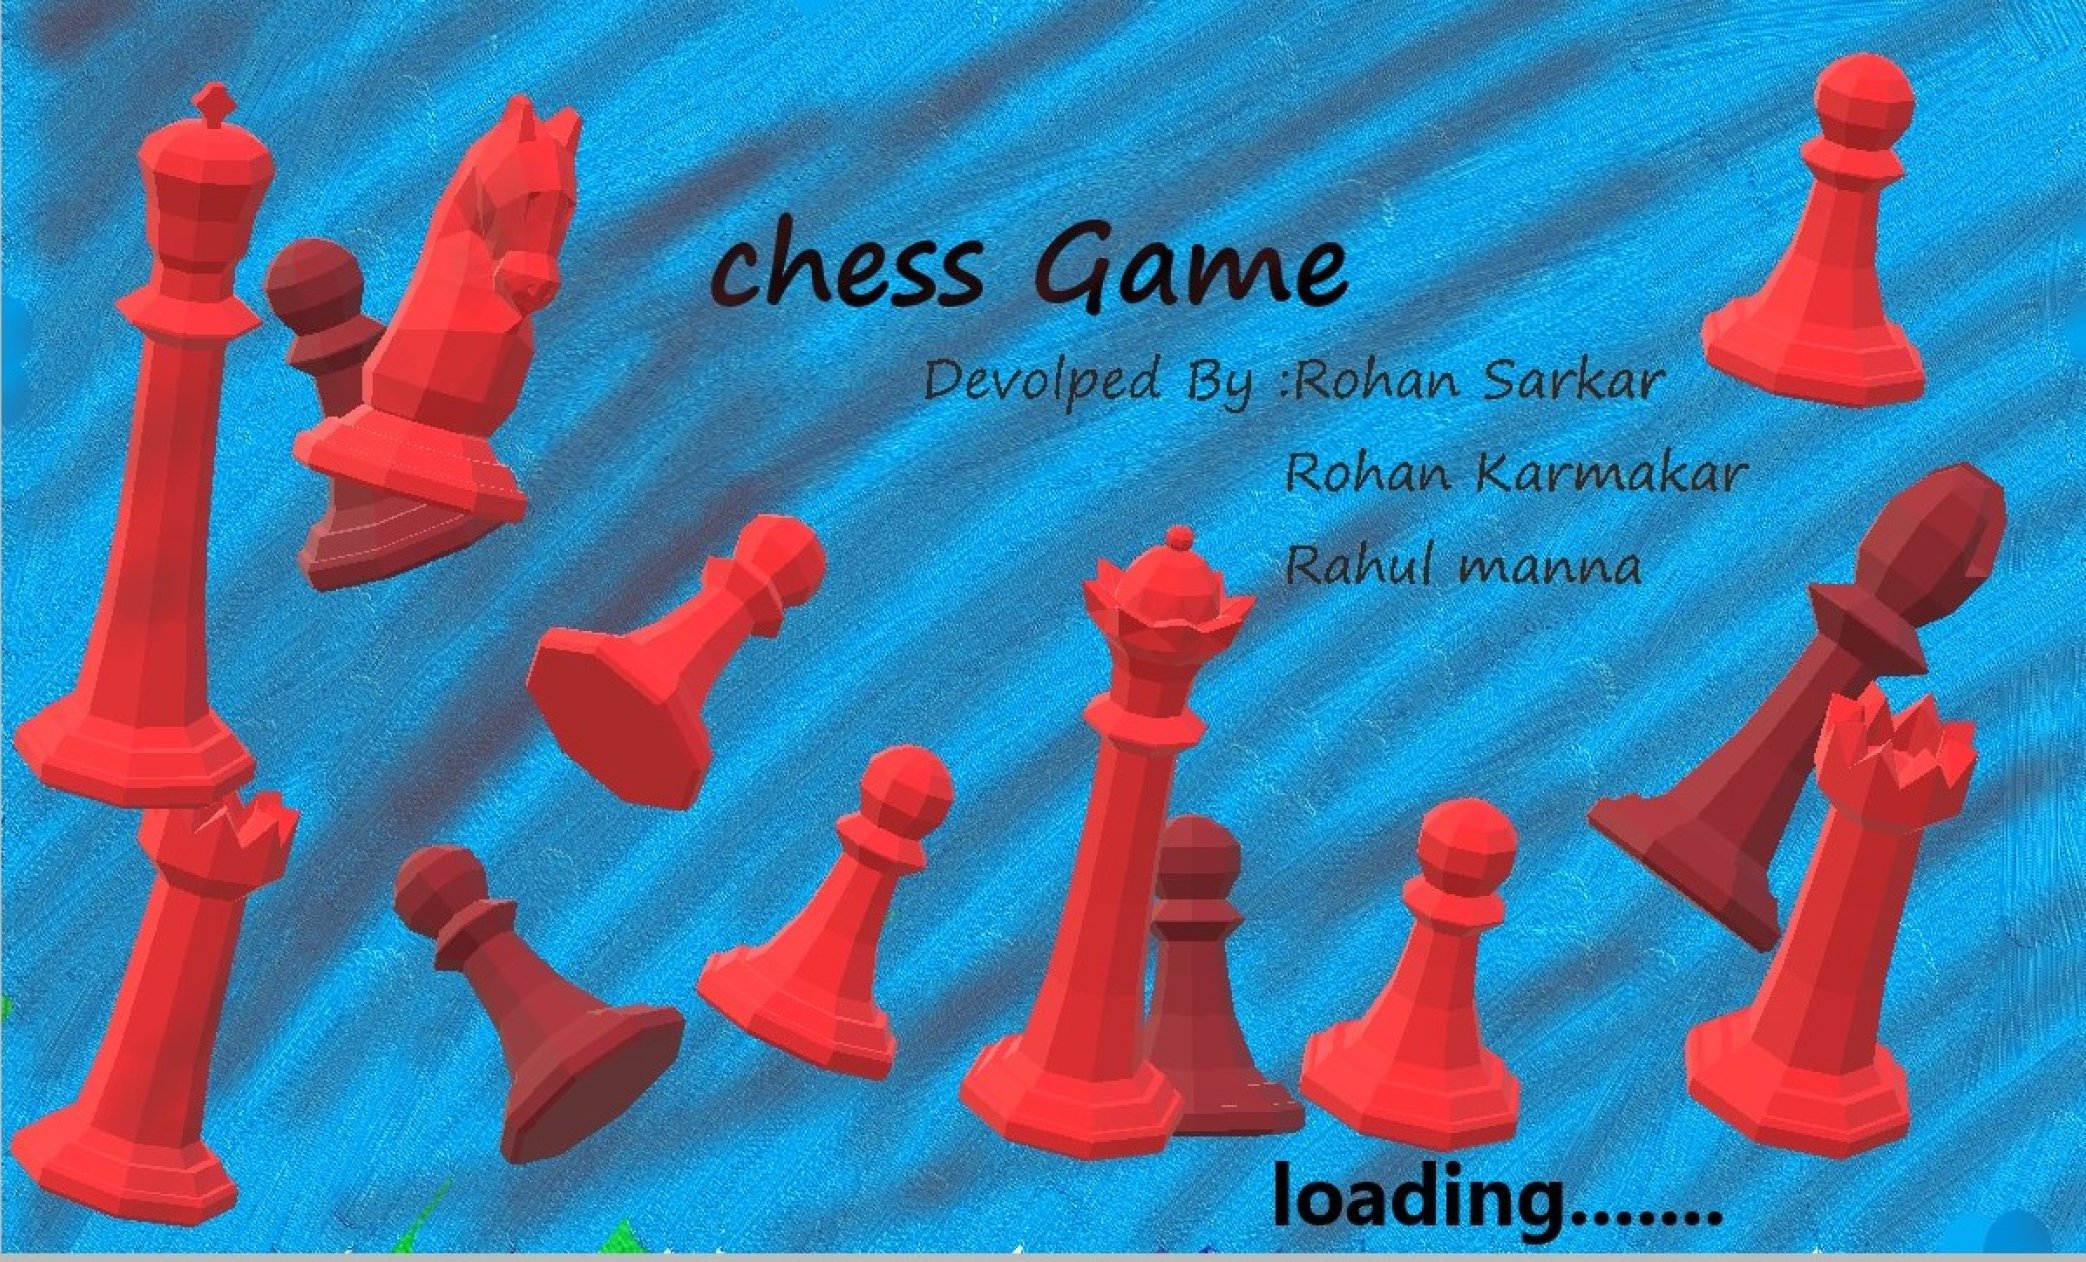 chess Game
Devolped By :Rohan Sarkar
Rohan Karmakar
Rahul manna
loading.......